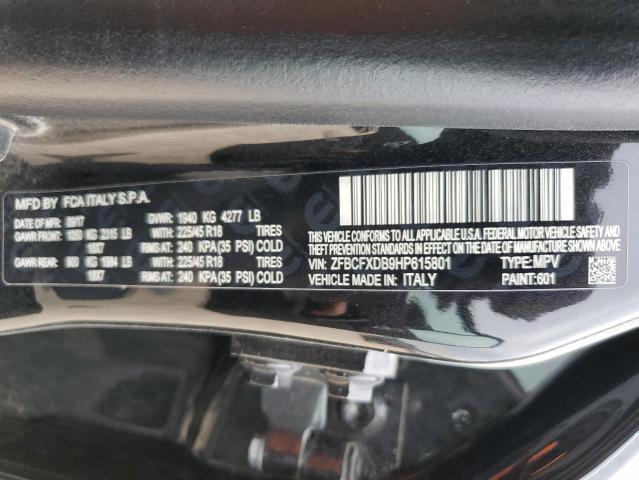 MFD BY FCA ITALY S.P.A.
DATE OF MFR 09/17 GVWR: 1940 KG 4277 LB
GAWR FRONT: 1050 KG 2315 LB WITH: 225/45 R18 TIRES
18X7 RIMS AT: 240 KPA(35 PSI) COLD
GAWR REAR: 900 KG 1984 LB WITH: 225/45 R18 TIRES
18X7 RIMS AT: 240 KPA(35 PSI) COLD
THIS VEHICLE CONFORMS TO ALL APPLICABLE U.S.A. FEDERAL MOTOR VEHICLE
SAFETY, BUMPER, AND THEFT PREVENTION STANDARDS IN EFFECT ON THE DATE OF
MANUFACTURE SHOWN ABOVE.
VIN: ZFBCFXDB9HP615801 TYPE: MPV
VEHICLE MADE IN: ITALY PAINT: 601